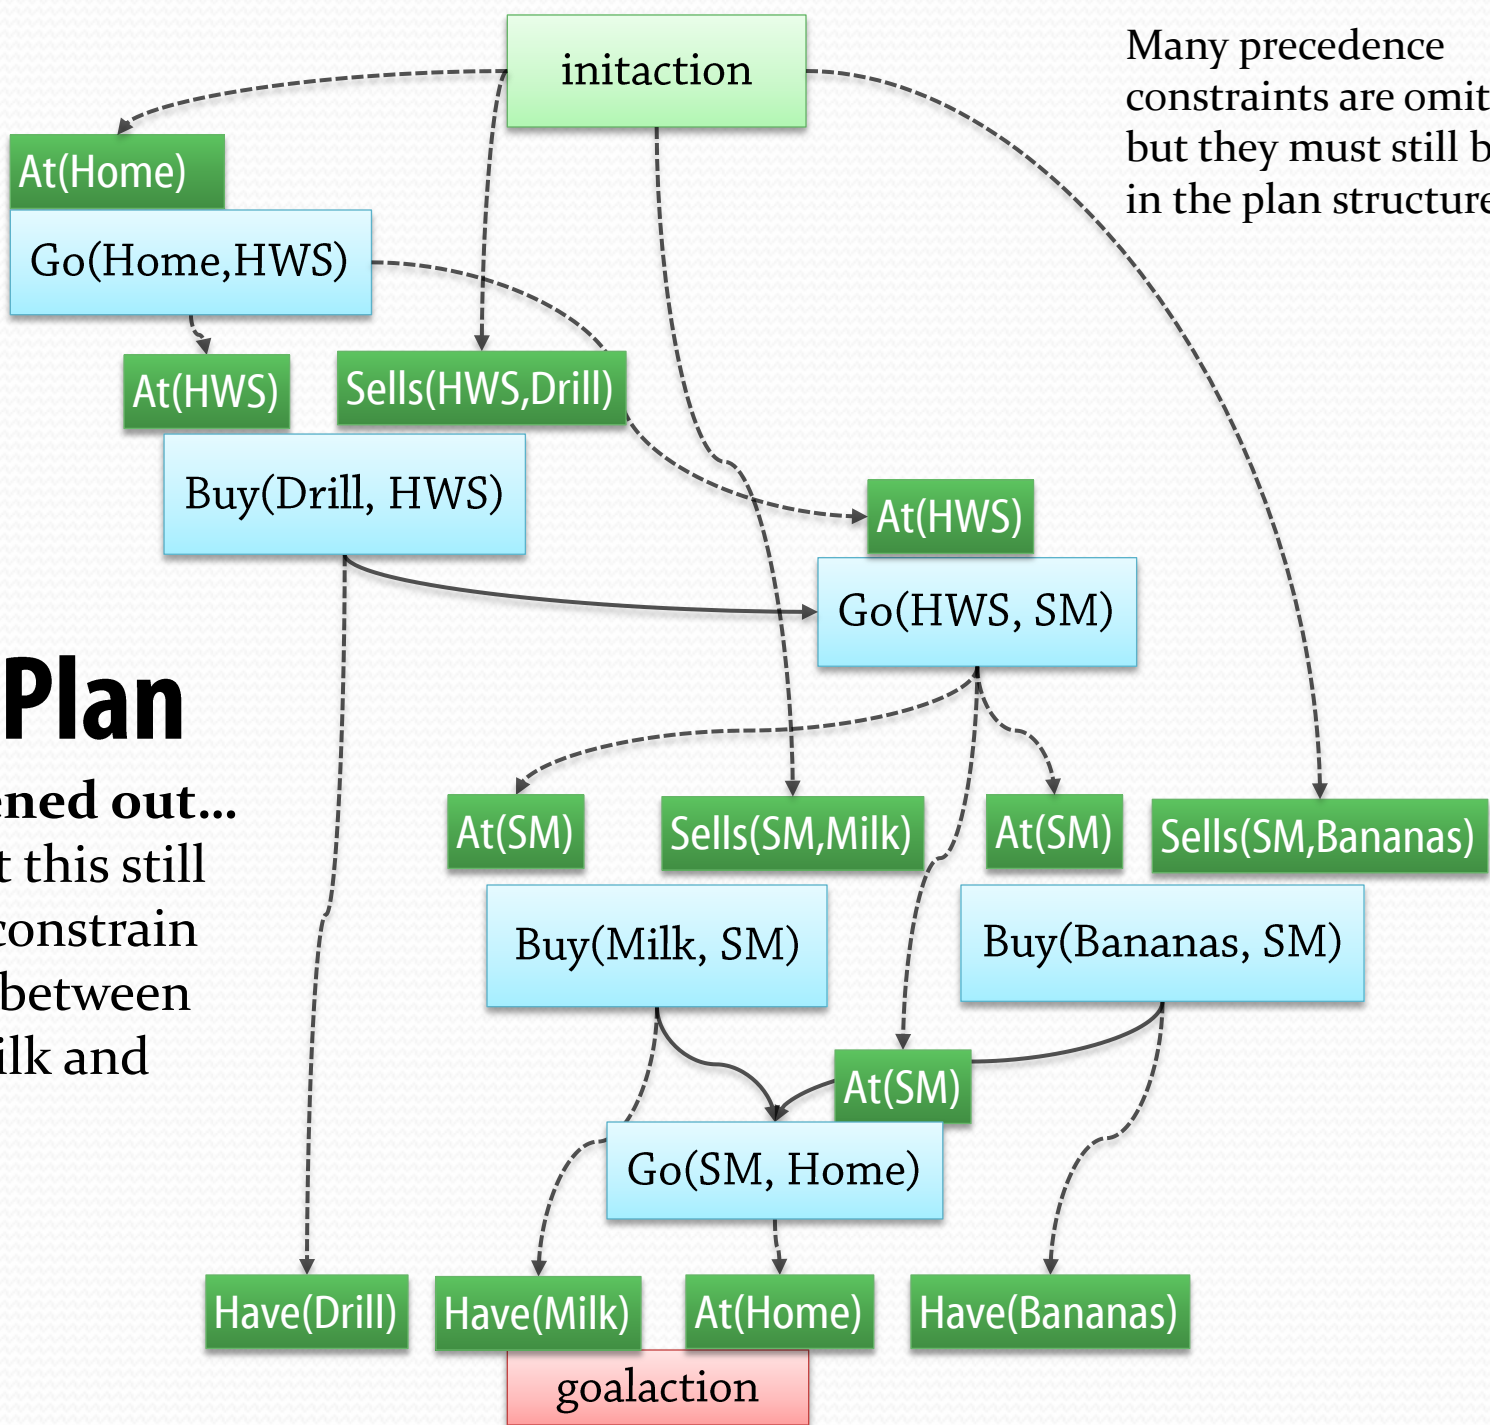 initaction
Many precedence
constraints are omit
but they must still b
in the plan structure
At(Home)
Go(Home,HWS)
At(HWS)
Sells(HWS,Drill)
Buy(Drill, HWS)
At(HWS)
Go(HWS, SM)
Plan
ened out...
t this still
constrain
between
ilk and
At(SM)
Sells(SM,Milk)
At(SM)
Sells(SM,Bananas)
Buy(Milk, SM)
Buy(Bananas, SM)
At(SM)
Go(SM, Home)
Have(Drill)
Have(Milk)
At(Home)
Have(Bananas)
goalaction